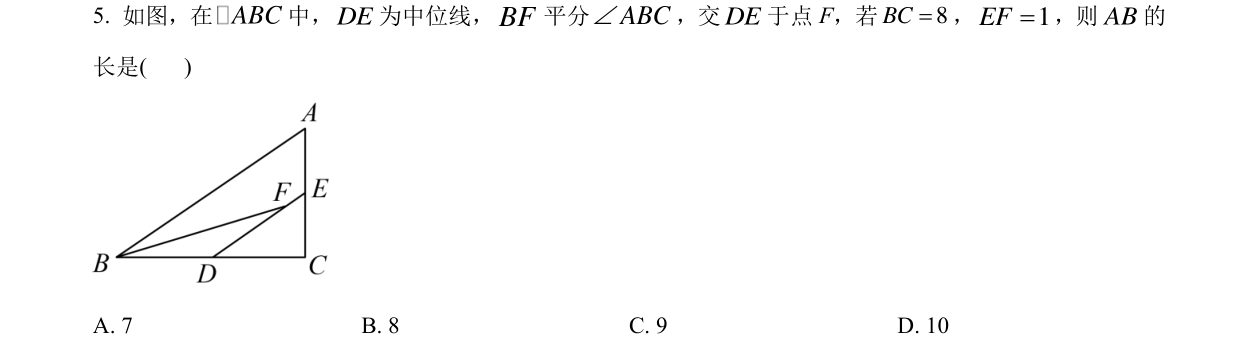 5. 如图，在□ABC 中，DE 为中位线，BF 平分∠ABC，交 DE 于点 F，若 BC = 8，EF = 1，则 AB 的
长是(    )
A
F E
B D C
A. 7 B. 8 C. 9 D. 10